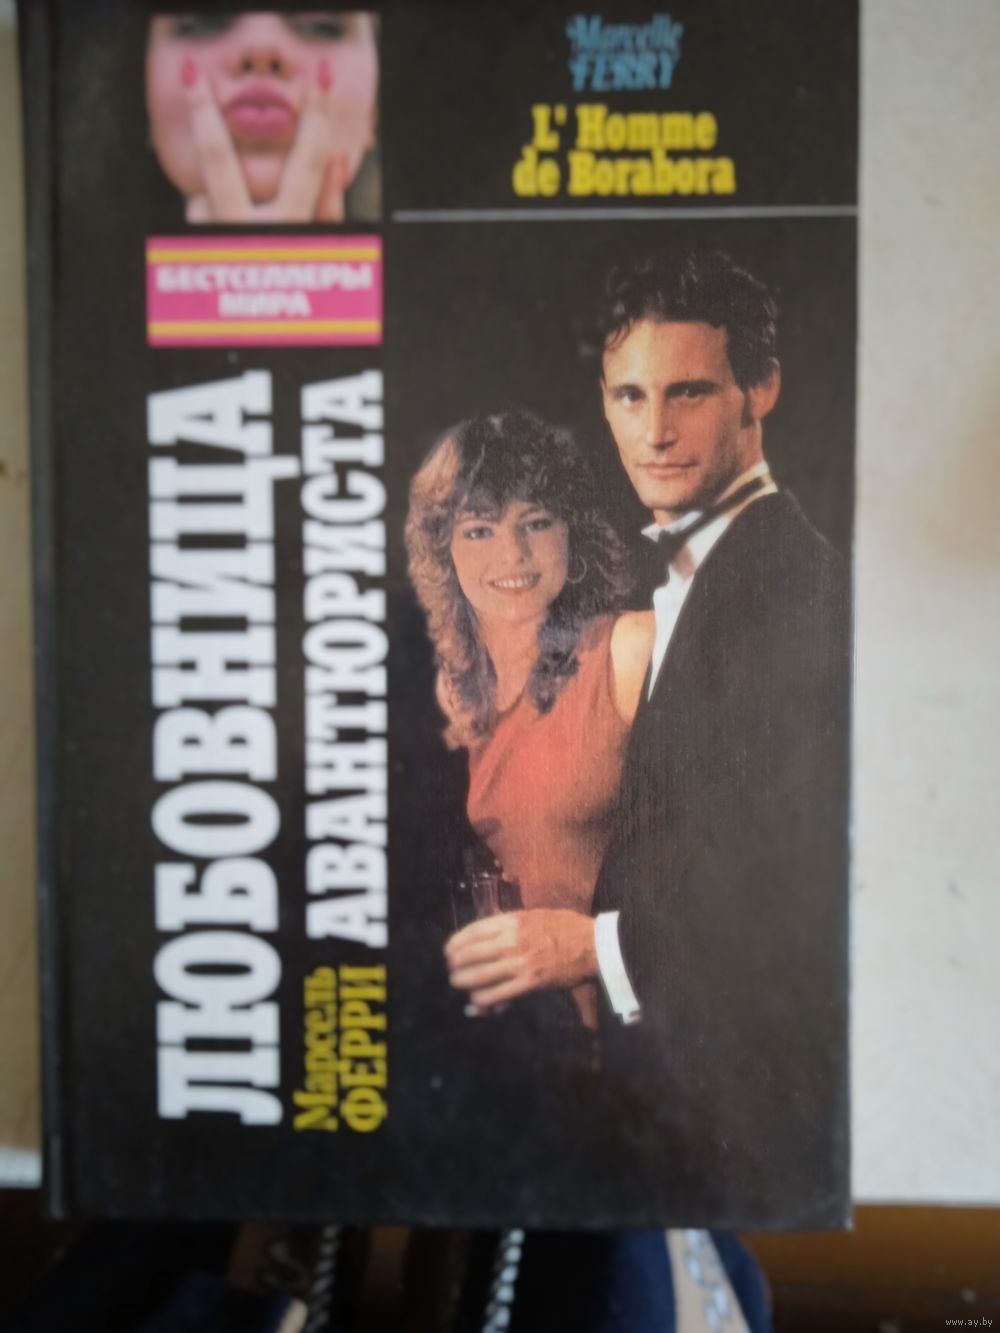 Marcelle
FERRY
L' Homme
de Borabora
БЕСТСЕЛЛЕРЫ
МИРА
ЛЮБОВНИЦА
АВАНТЮРИСТА
Марсель
ФЕРРИ
www.ay.by